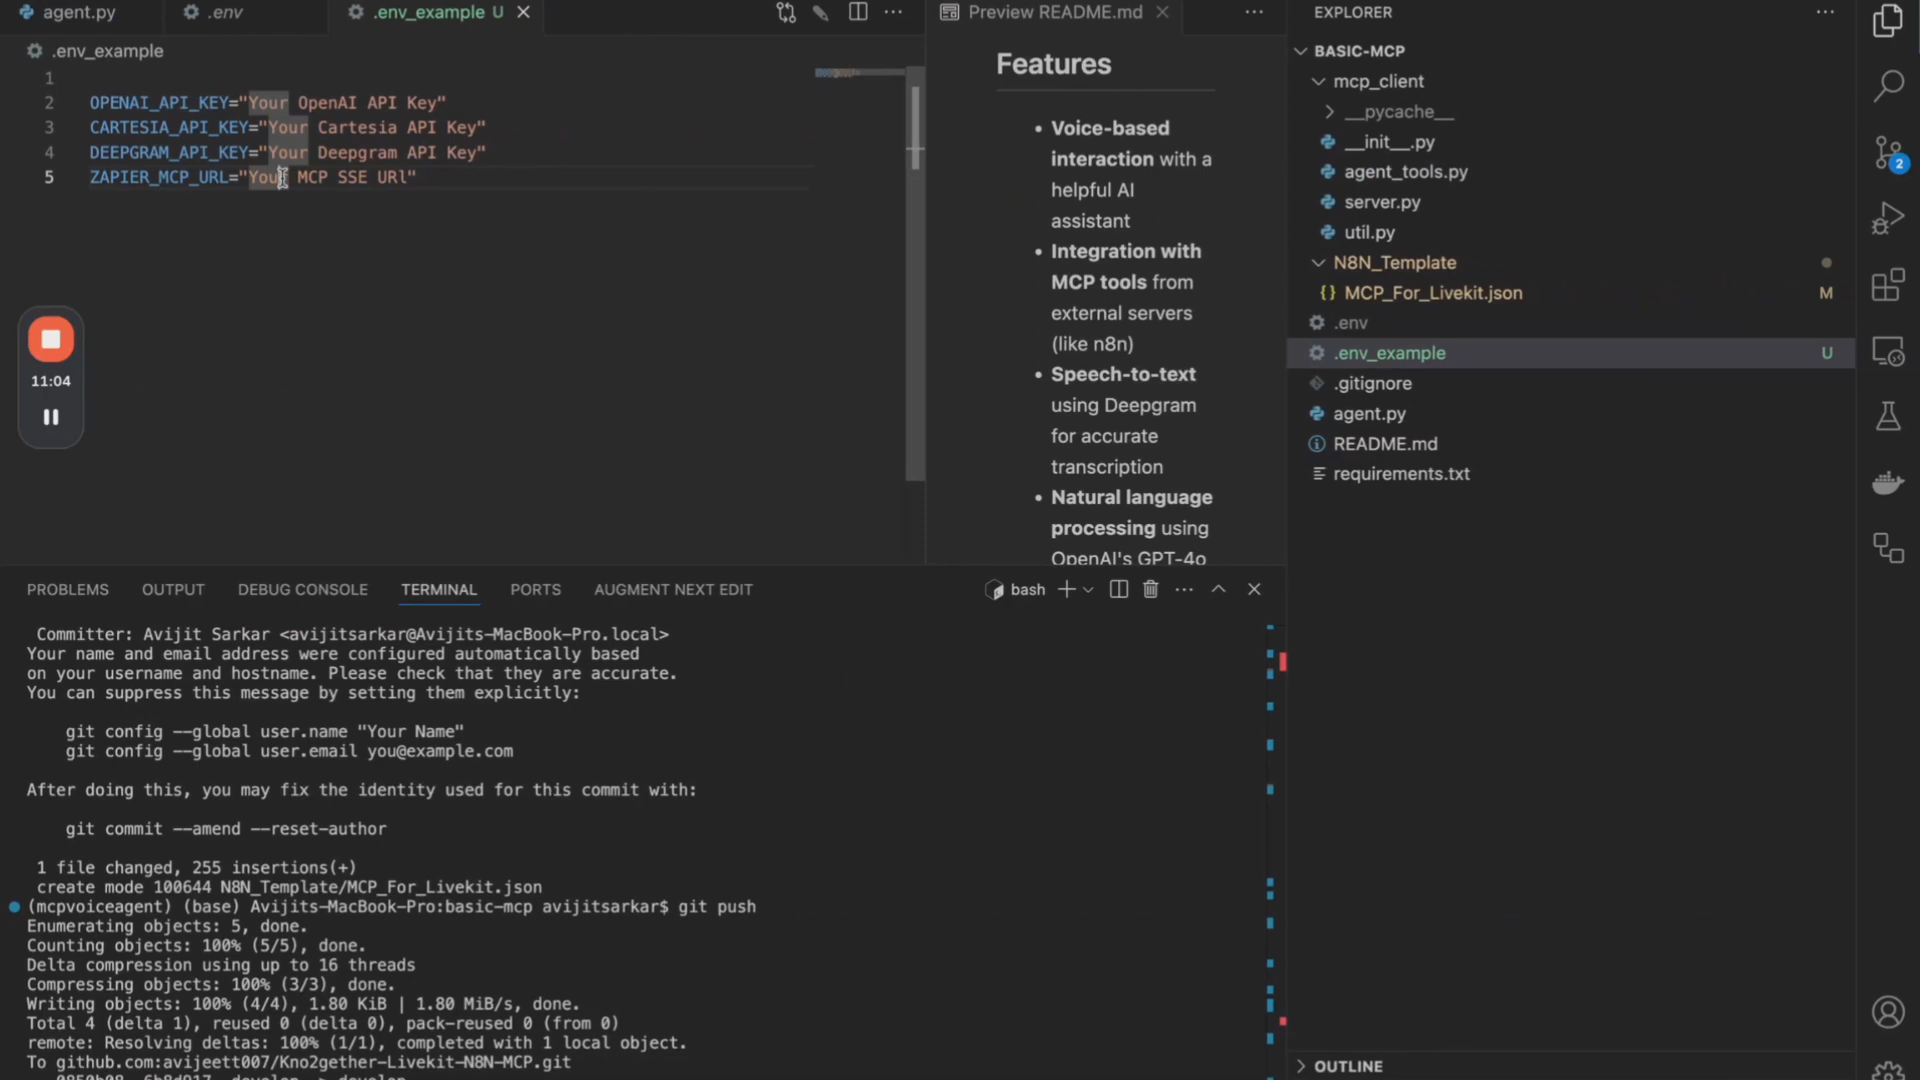 agent.py
.env
.env_example U
Preview README.md
EXPLORER
.env_example
1
2 OPENAI_API_KEY="Your OpenAI API Key"
3 CARTESIA_API_KEY="Your Cartesia API Key"
4 DEEPGRAM_API_KEY="Your Deepgram API Key"
5 ZAPIER_MCP_URL="Your MCP SSE URl"
11:04
Features
• Voice-based
interaction with a
helpful AI
assistant
• Integration with
MCP tools from
external servers
(like n8n)
• Speech-to-text
using Deepgram
for accurate
transcription
• Natural language
processing using
OpenAI's GPT-4o
BASIC-MCP
mcp_client
__pycache__
__init__.py
agent_tools.py
server.py
util.py
N8N_Template
{} MCP_For_Livekit.json M
.env
.env_example U
.gitignore
agent.py
README.md
requirements.txt
OUTLINE
2
PROBLEMS
OUTPUT
DEBUG CONSOLE
TERMINAL
PORTS
AUGMENT NEXT EDIT
bash
Committer: Avijit Sarkar <avijitsarkar@Avijits-MacBook-Pro.local>
Your name and email address were configured automatically based
on your username and hostname. Please check that they are accurate.
You can suppress this message by setting them explicitly:
git config --global user.name "Your Name"
git config --global user.email you@example.com
After doing this, you may fix the identity used for this commit with:
git commit --amend --reset-author
1 file changed, 255 insertions(+)
create mode 100644 N8N_Template/MCP_For_Livekit.json
(mcpvoiceagent) (base) Avijits-MacBook-Pro:basic-mcp avijitsarkar$ git push
Enumerating objects: 5, done.
Counting objects: 100% (5/5), done.
Delta compression using up to 16 threads
Compressing objects: 100% (3/3), done.
Writing objects: 100% (4/4), 1.80 KiB | 1.80 MiB/s, done.
Total 4 (delta 1), reused 0 (delta 0), pack-reused 0 (from 0)
remote: Resolving deltas: 100% (1/1), completed with 1 local object.
To github.com:avijeett007/Kno2gether-Livekit-N8N-MCP.git